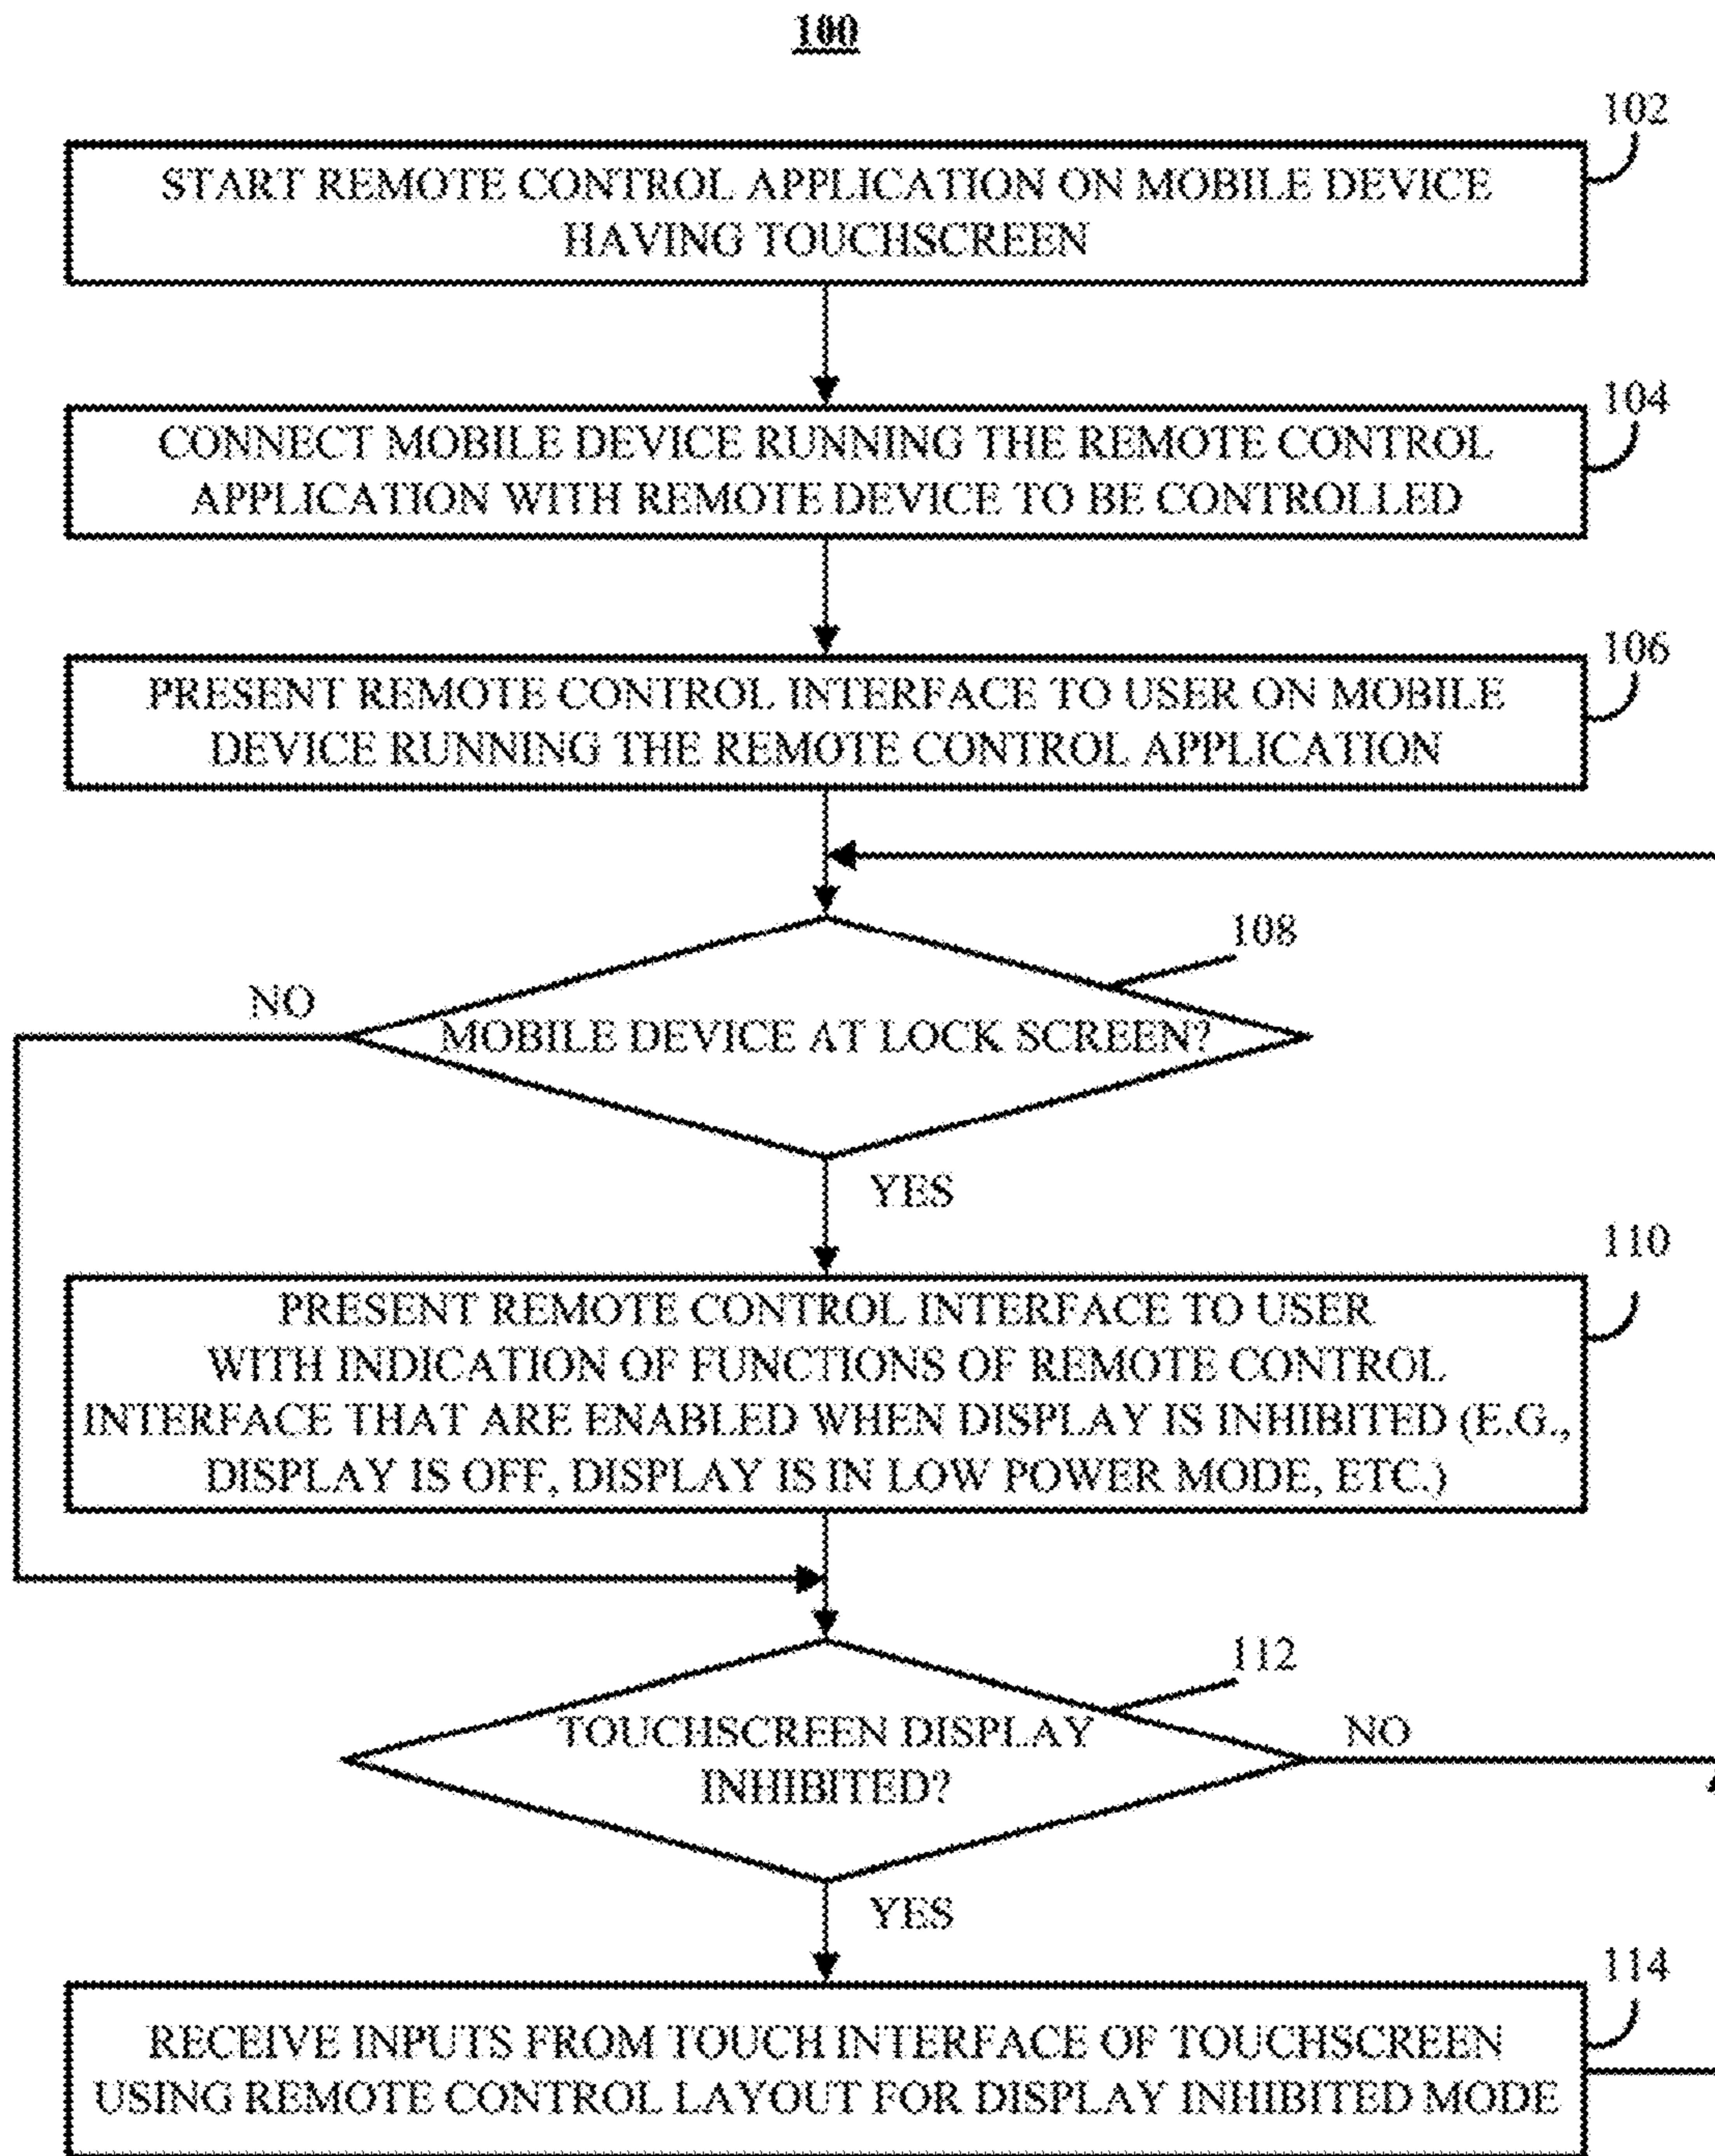 100
102
START REMOTE CONTROL APPLICATION ON MOBILE DEVICE
HAVING TOUCHSCREEN
104
CONNECT MOBILE DEVICE RUNNING THE REMOTE CONTROL
APPLICATION WITH REMOTE DEVICE TO BE CONTROLLED
106
PRESENT REMOTE CONTROL INTERFACE TO USER ON MOBILE
DEVICE RUNNING THE REMOTE CONTROL APPLICATION
108
NO
MOBILE DEVICE AT LOCK SCREEN?
YES
110
PRESENT REMOTE CONTROL INTERFACE TO USER
WITH INDICATION OF FUNCTIONS OF REMOTE CONTROL
INTERFACE THAT ARE ENABLED WHEN DISPLAY IS INHIBITED (E.G.,
DISPLAY IS OFF, DISPLAY IS IN LOW POWER MODE, ETC.)
112
TOUCHSCREEN DISPLAY
INHIBITED?
NO
YES
114
RECEIVE INPUTS FROM TOUCH INTERFACE OF TOUCHSCREEN
USING REMOTE CONTROL LAYOUT FOR DISPLAY INHIBITED MODE